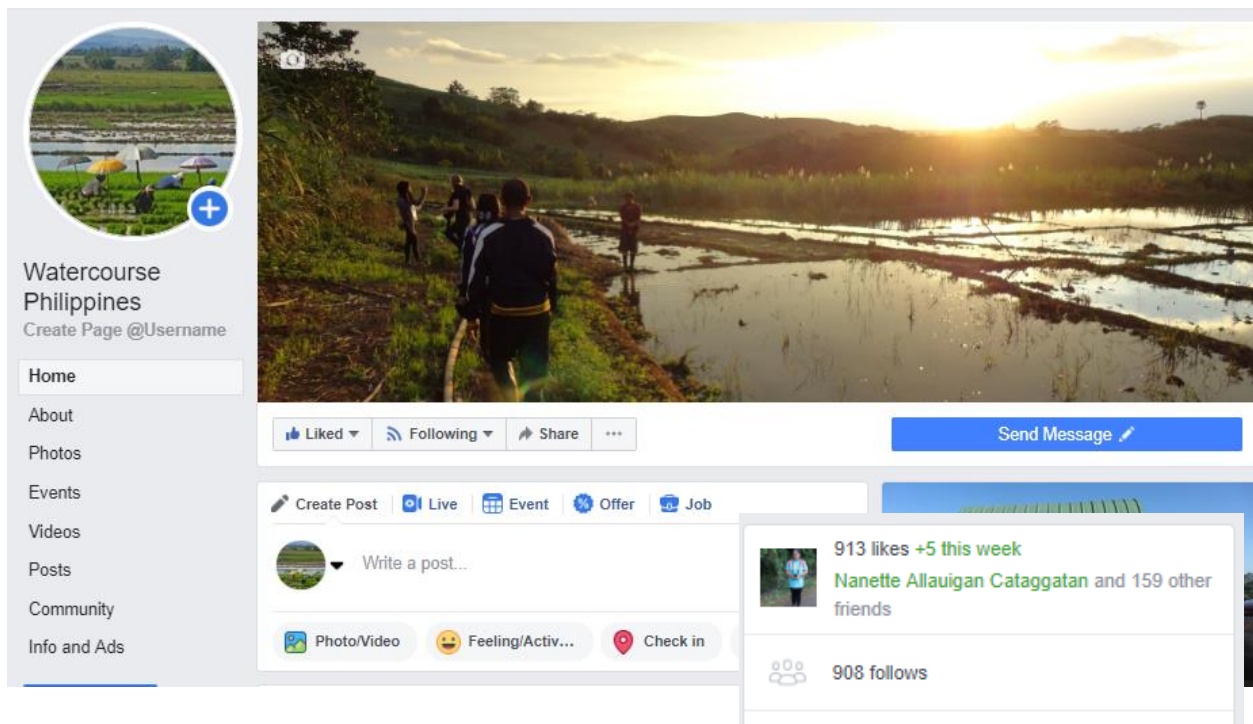 Watercourse
Philippines
Create Page @Username
Home
About
Photos
Events
Videos
Posts
Community
Info and Ads
Liked
Following
Share
Send Message
Create Post
Live
Event
Offer
Job
Write a post...
Photo/Video
Feeling/Activ...
Check in
913 likes +5 this week
Nanette Allauigan Cataggatan and 159 other
friends
908 follows